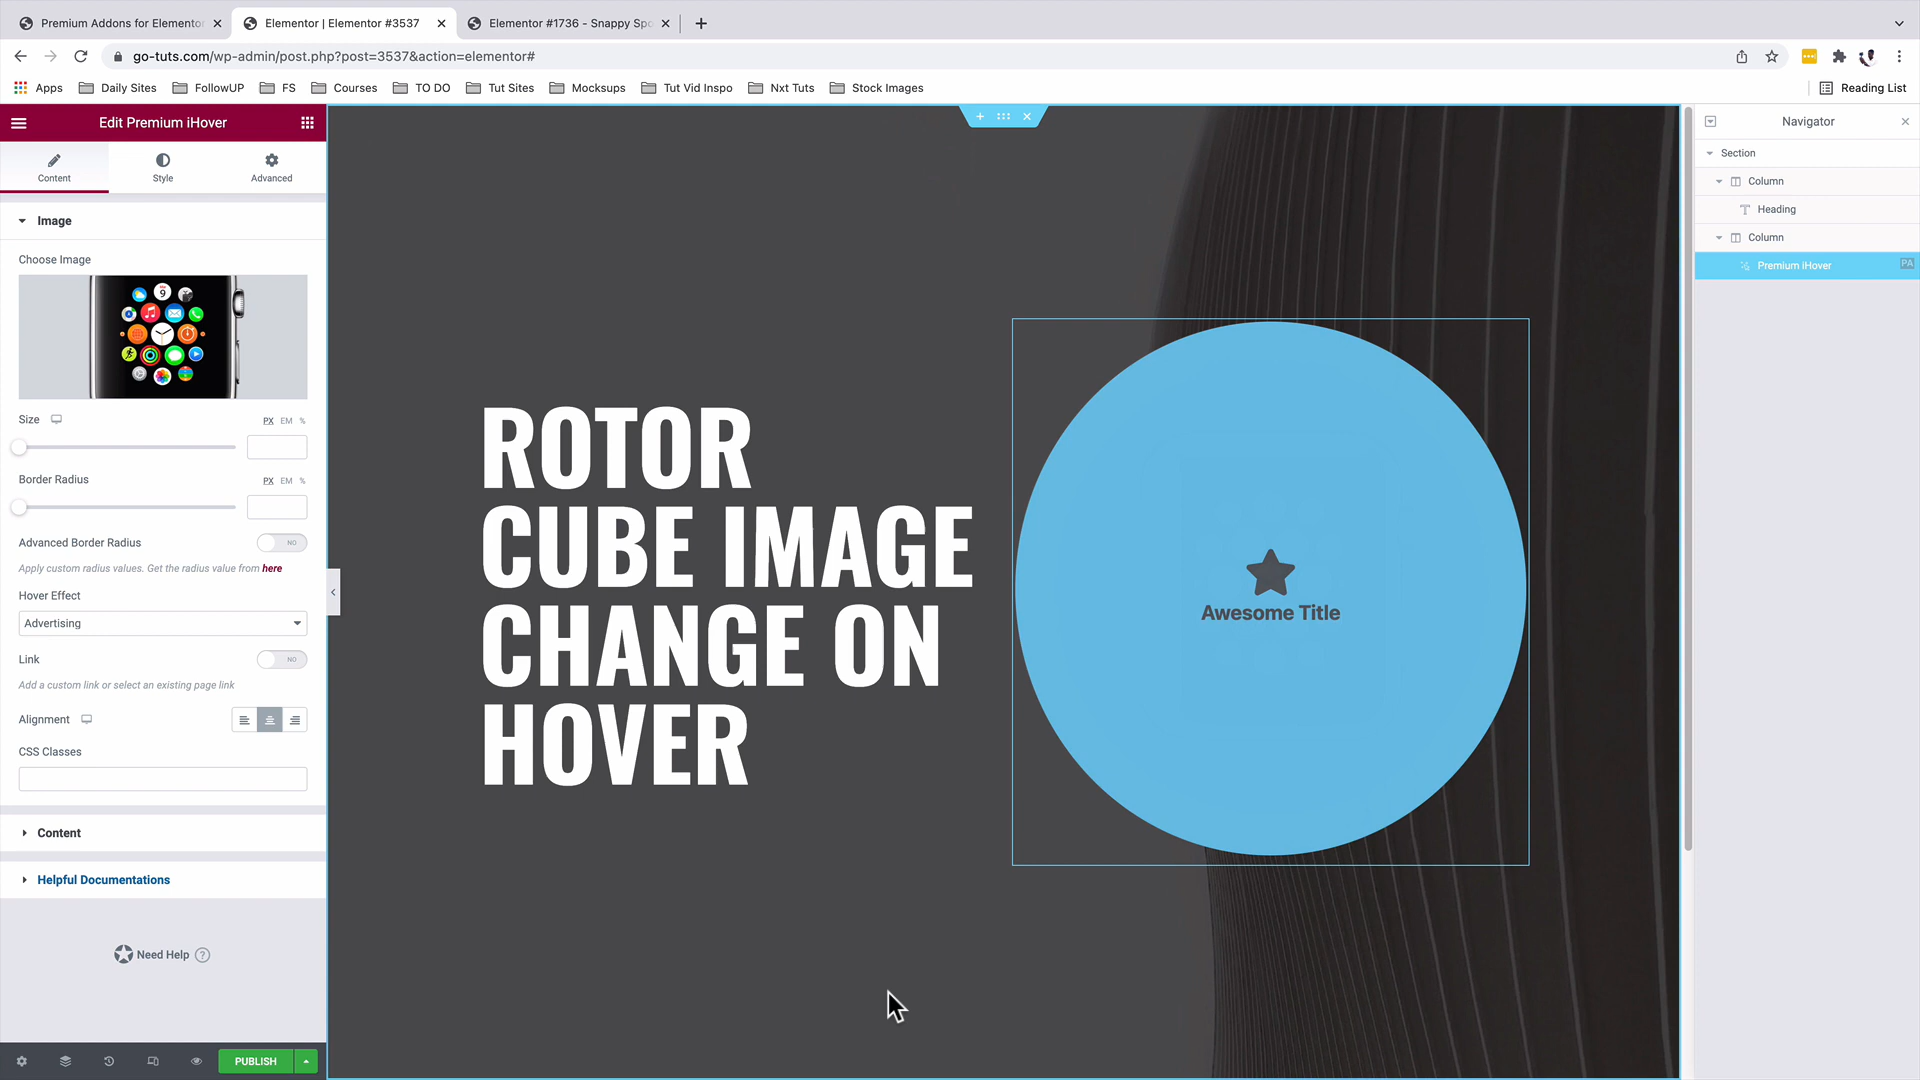 Premium Addons for Elemento
Elementor | Elementor #3537
Elementor #1736 - Snappy Spo
go-tuts.com/wp-admin/post.php?post=3537&action=elementor#
Apps
Daily Sites
FollowUP
FS
Courses
TO DO
Tut Sites
Mocksups
Tut Vid Inspo
Nxt Tuts
Stock Images
Reading List
Edit Premium iHover
Content
Style
Advanced
Image
Choose Image
9
Size
PX EM %
Border Radius
PX EM %
Advanced Border Radius
NO
Apply custom radius values. Get the radius value from here
Hover Effect
Advertising
Link
NO
Add a custom link or select an existing page link
Alignment
CSS Classes
Content
Helpful Documentations
Need Help ?
PUBLISH
ROTOR
CUBE IMAGE
CHANGE ON
HOVER
Awesome Title
Navigator
Section
Column
Heading
Column
Premium iHover
PA